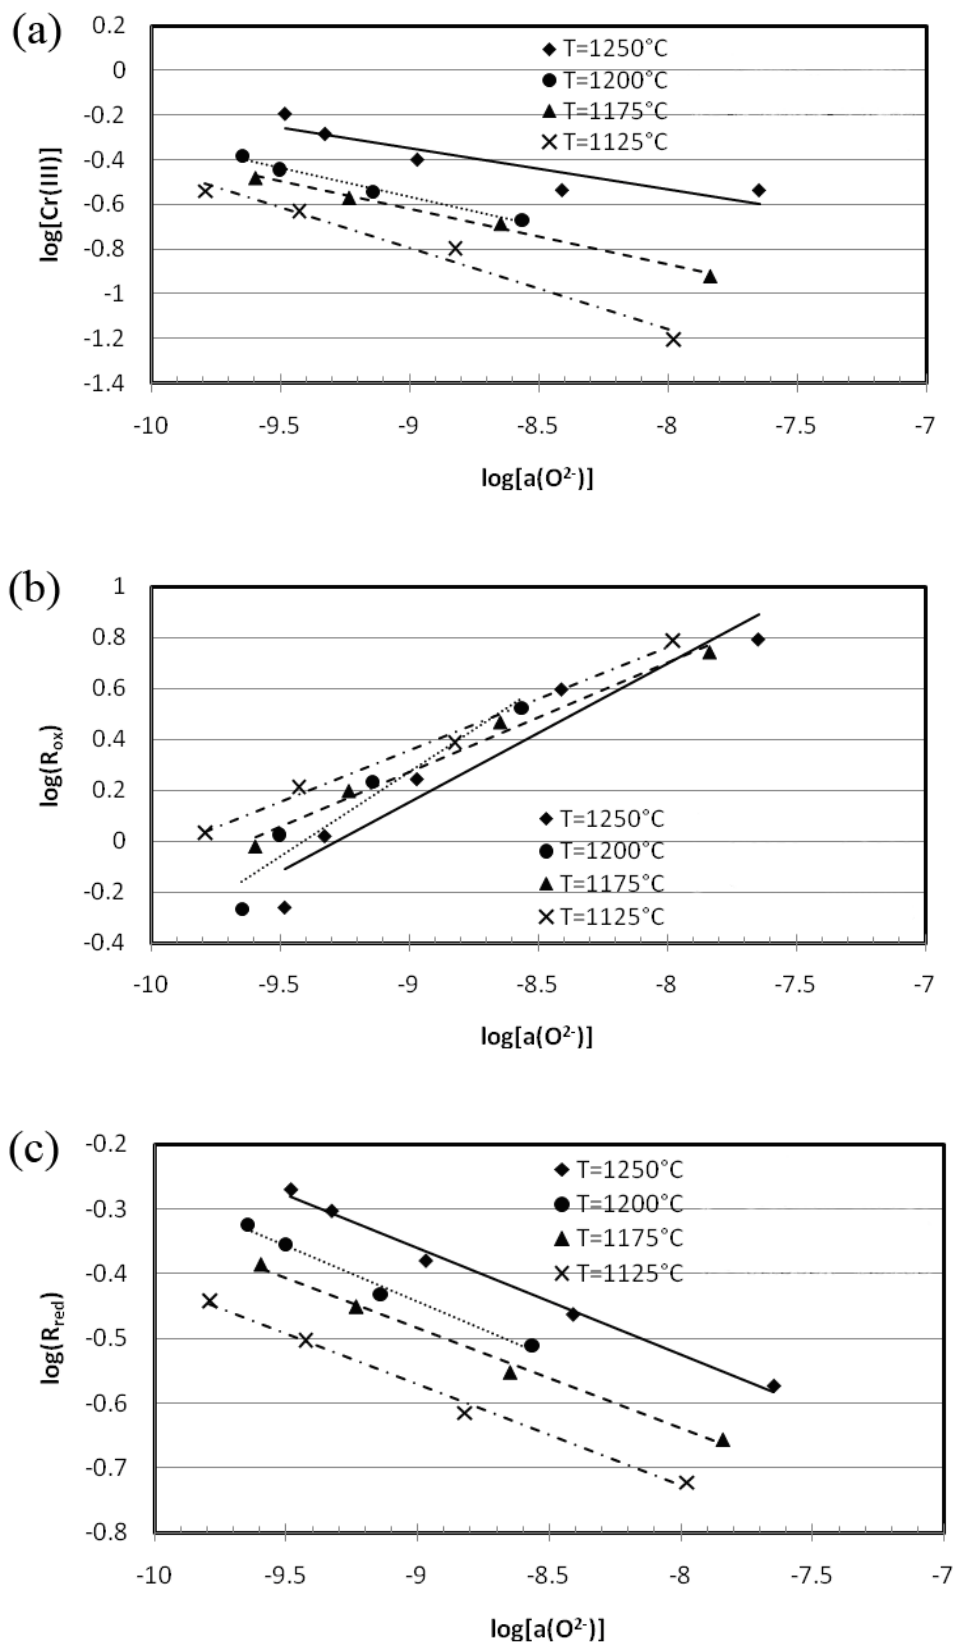 (a)
0.2
0
-0.2
-0.4
-0.6
-0.8
-1
-1.2
-1.4
log[Cr(III)]
T=1250°C
T=1200°C
T=1175°C
T=1125°C
-10 -9.5 -9 -8.5 -8 -7.5 -7
log[a(O²⁻)]
(b)
1
0.8
0.6
0.4
0.2
0
-0.2
-0.4
log(Rox)
T=1250°C
T=1200°C
T=1175°C
T=1125°C
-10 -9.5 -9 -8.5 -8 -7.5 -7
log[a(O²⁻)]
(c)
-0.2
-0.3
-0.4
-0.5
-0.6
-0.7
-0.8
log(Rred)
T=1250°C
T=1200°C
T=1175°C
T=1125°C
-10 -9.5 -9 -8.5 -8 -7.5 -7
log[a(O²⁻)]